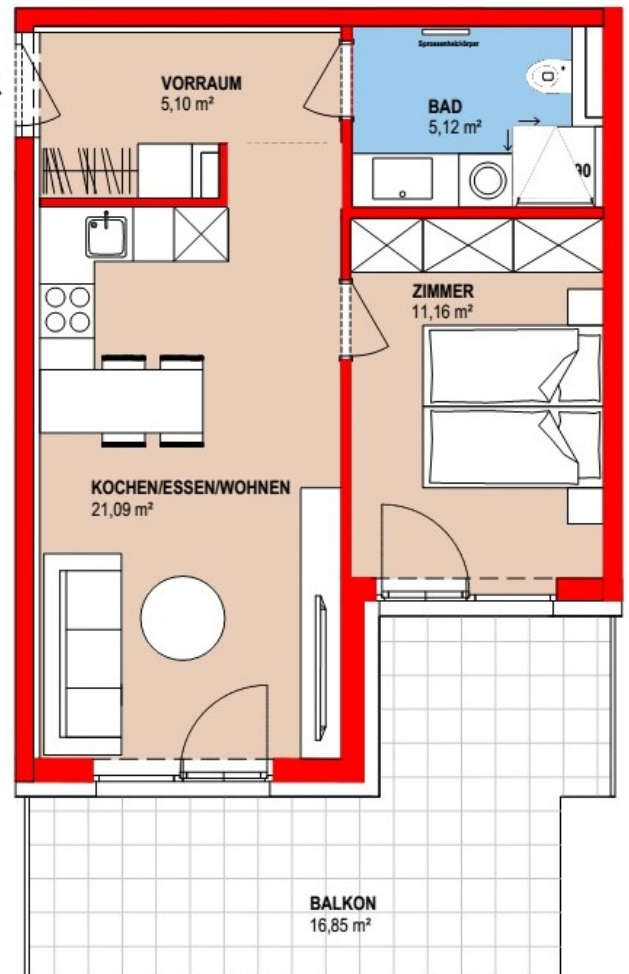 Sprossenheizkörper
VORRAUM
5,10 m²
BAD
5,12 m²
90
ZIMMER
11,16 m²
KOCHEN/ESSEN/WOHNEN
21,09 m²
BALKON
16,85 m²